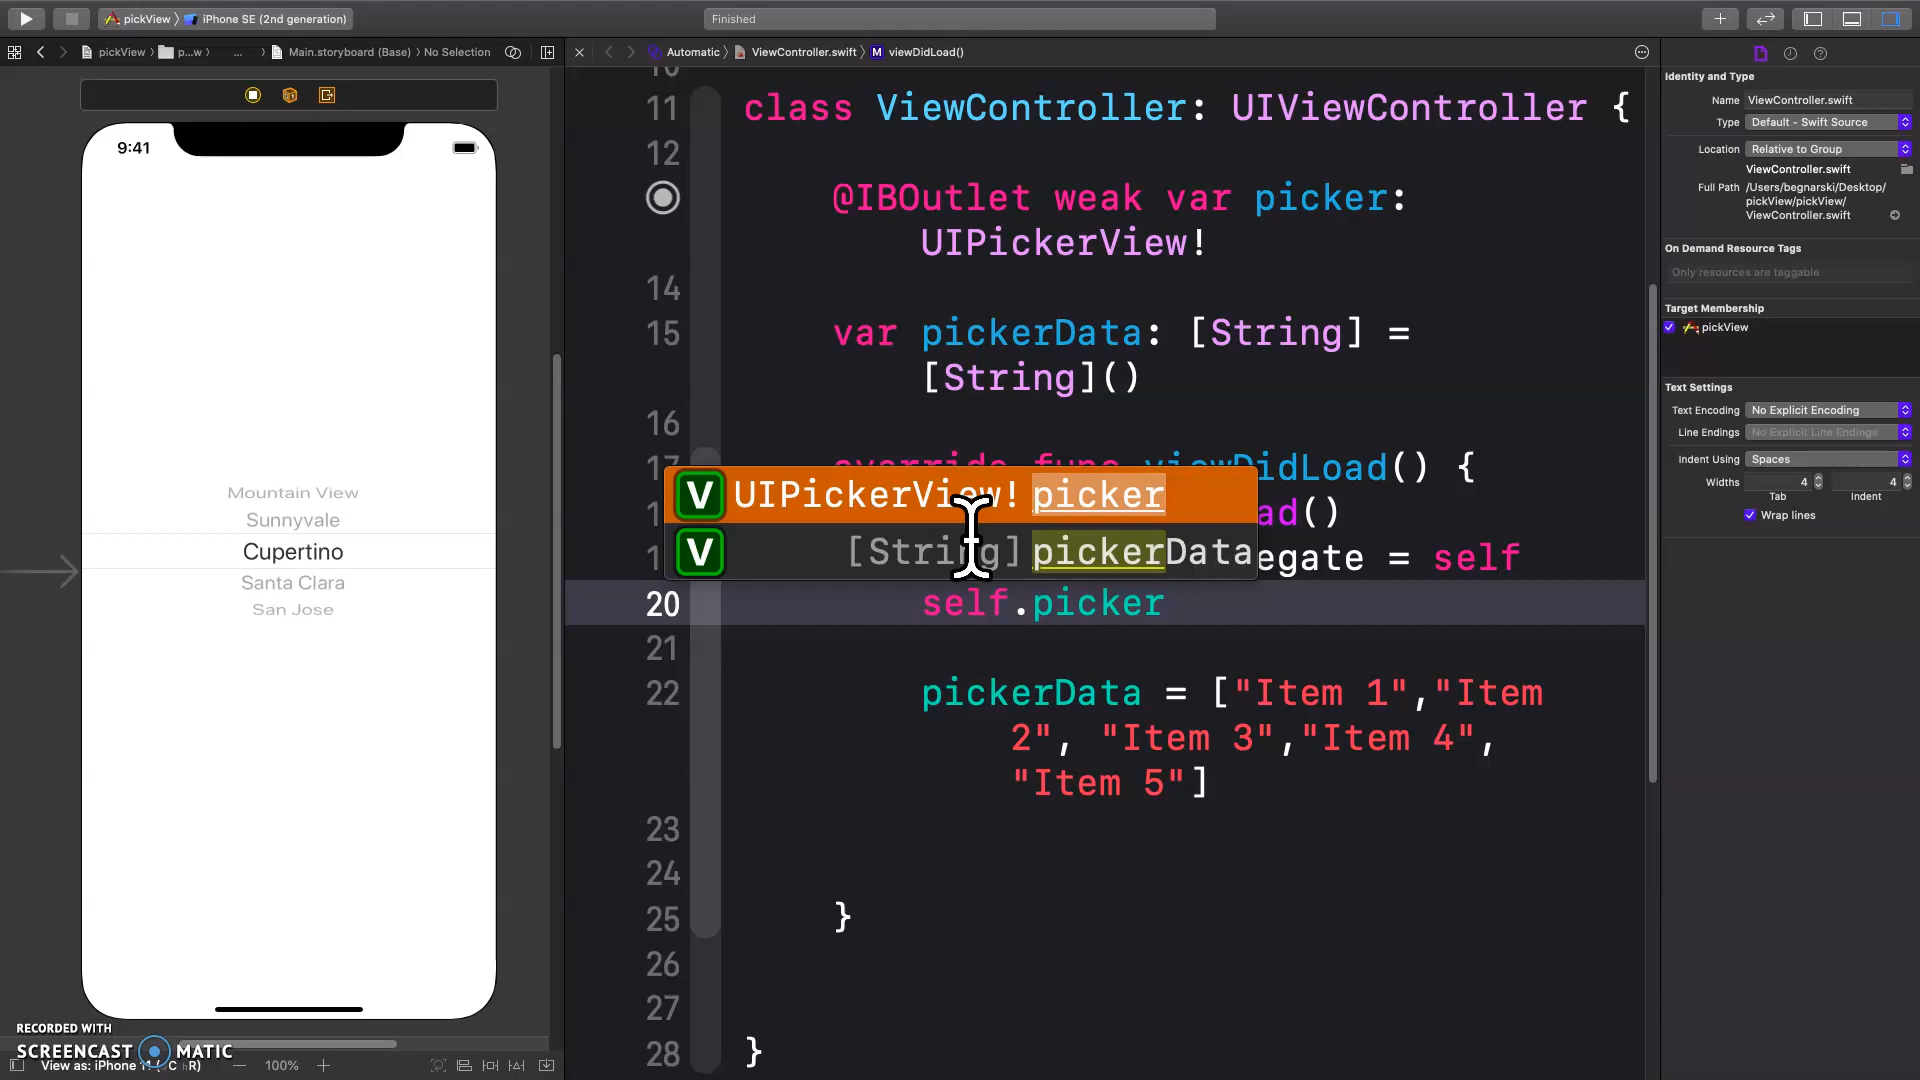 pickView
iPhone SE (2nd generation)
Finished
pickView
p...w
...
Main.storyboard (Base)
No Selection
Automatic
ViewController.swift
M
viewDidLoad()
9:41
Mountain View
Sunnyvale
Cupertino
Santa Clara
San Jose
RECORDED WITH
SCREENCAST MATIC
View as: iPhone 11
100%
11 class ViewController: UIViewController {
12
@IBOutlet weak var picker:
UIPickerView!
14
15 var pickerData: [String] =
[String]()
16
override func viewDidLoad() {
V UIPickerView! picker
ad()
V [String] pickerData
egate = self
20 self.picker
21
22 pickerData = ["Item 1","Item
2", "Item 3","Item 4",
"Item 5"]
23
24
25 }
26
27
28 }
Identity and Type
Name ViewController.swift
Type Default - Swift Source
Location Relative to Group
ViewController.swift
Full Path /Users/begnarski/Desktop/
pickView/pickView/
ViewController.swift
On Demand Resource Tags
Only resources are taggable
Target Membership
pickView
Text Settings
Text Encoding No Explicit Encoding
Line Endings No Explicit Line Endings
Indent Using Spaces
Widths 4 4
Tab Indent
Wrap lines